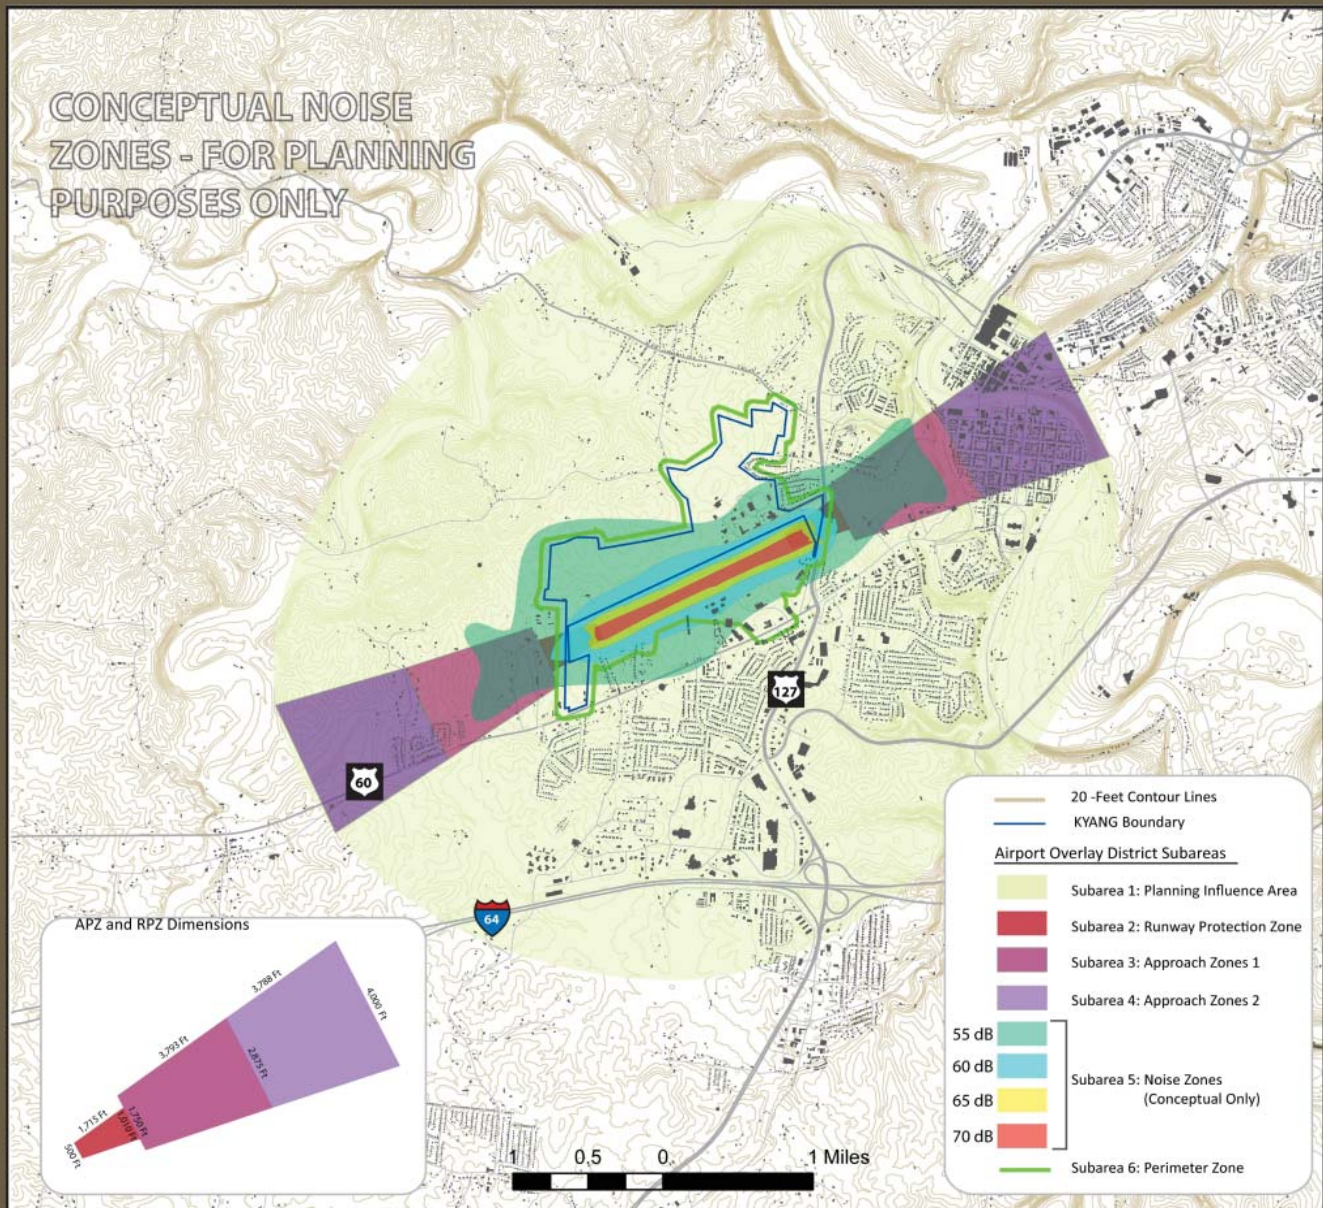 CONCEPTUAL NOISE
ZONES - FOR PLANNING
PURPOSES ONLY
127
60
64
20 -Feet Contour Lines
KYANG Boundary
Airport Overlay District Subareas
Subarea 1: Planning Influence Area
Subarea 2: Runway Protection Zone
Subarea 3: Approach Zones 1
Subarea 4: Approach Zones 2
55 dB
60 dB
65 dB
70 dB
Subarea 5: Noise Zones
(Conceptual Only)
Subarea 6: Perimeter Zone
APZ and RPZ Dimensions
3,788 Ft
4,000 Ft
3,793 Ft
2,875 Ft
1,715 Ft
1,750 Ft
1,010 Ft
500 Ft
1 0.5 0 1 Miles